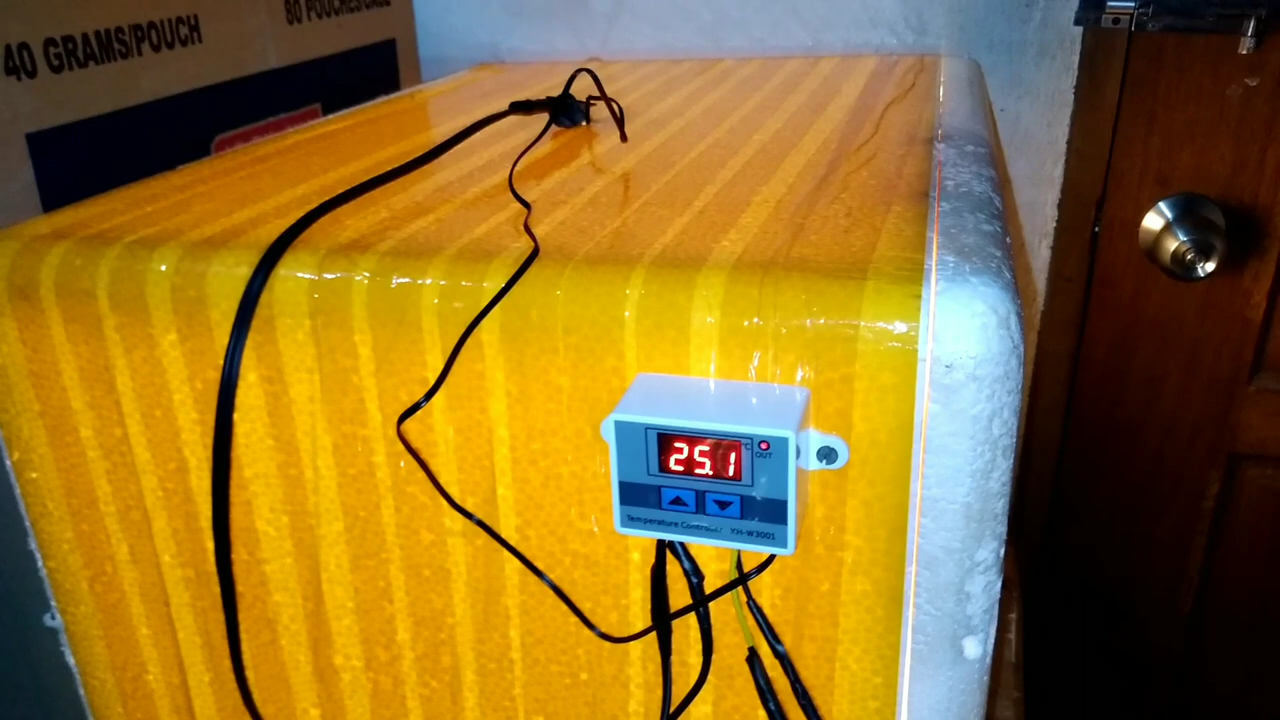 40 GRAMS/POUCH
80 POUCHES/CASE
25.1
°C
OUT
Temperature Controller XH-W3001